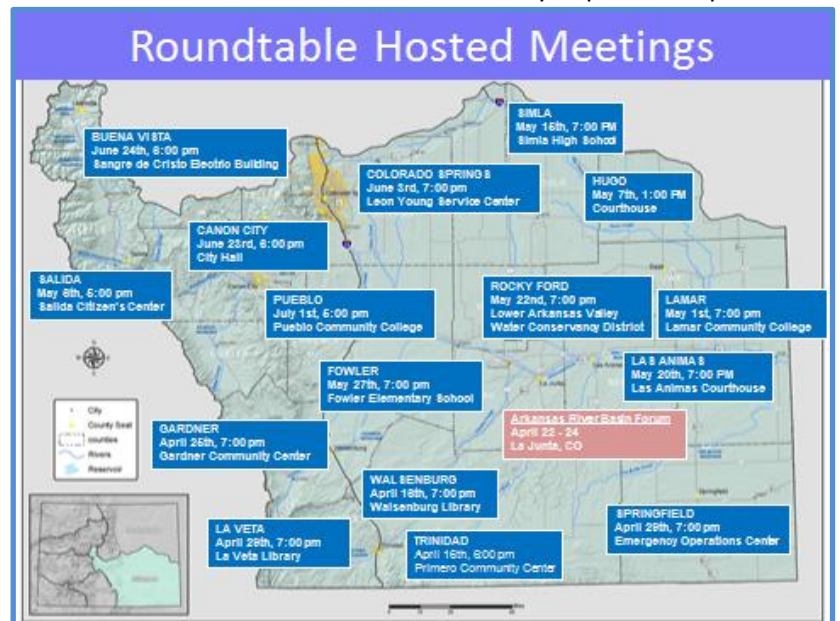 Roundtable Hosted Meetings
SIMLA
May 15th, 7:00 PM
Simla High School
BUENA VISTA
June 24th, 6:00 pm
Sangre de Cristo Electric Building
COLORADO SPRINGS
June 3rd, 7:00 pm
Leon Young Service Center
HUGO
May 7th, 1:00 PM
Courthouse
CANON CITY
June 23rd, 6:00 pm
City Hall
SALIDA
May 6th, 5:00 pm
Salida Citizen's Center
PUEBLO
July 1st, 5:00 pm
Pueblo Community College
ROCKY FORD
May 22nd, 7:00 pm
Lower Arkansas Valley
Water Conservancy District
LAMAR
May 1st, 7:00 pm
Lamar Community College
LAS ANIMAS
May 20th, 7:00 PM
Las Animas Courthouse
FOWLER
May 27th, 7:00 pm
Fowler Elementary School
Arkansas River Basin Forum
April 22 - 24
La Junta, CO
La Junta
City
County Seat
counties
Rivers
Reservoir
GARDNER
April 25th, 7:00 pm
Gardner Community Center
WALSENBURG
April 16th, 7:00 pm
Walsenburg Library
SPRINGFIELD
April 29th, 7:00 pm
Emergency Operations Center
Springfield
LA VETA
April 29th, 7:00 pm
La Veta Library
TRINIDAD
April 15th, 6:00 pm
Primero Community Center